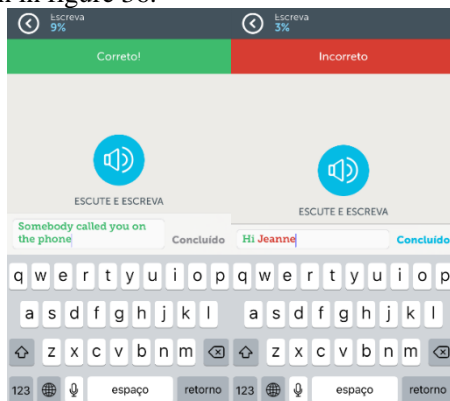 in figure 38.
Escreva
9%
Correto!
ESCUTE E ESCREVA
Somebody called you on
the phone
Concluído
q w e r t y u i o p
a s d f g h j k l
z x c v b n m
123 espaço retorno
Escreva
3%
Incorreto
ESCUTE E ESCREVA
Hi Jeanne
Concluído
q w e r t y u i o p
a s d f g h j k l
z x c v b n m
123 espaço retorno